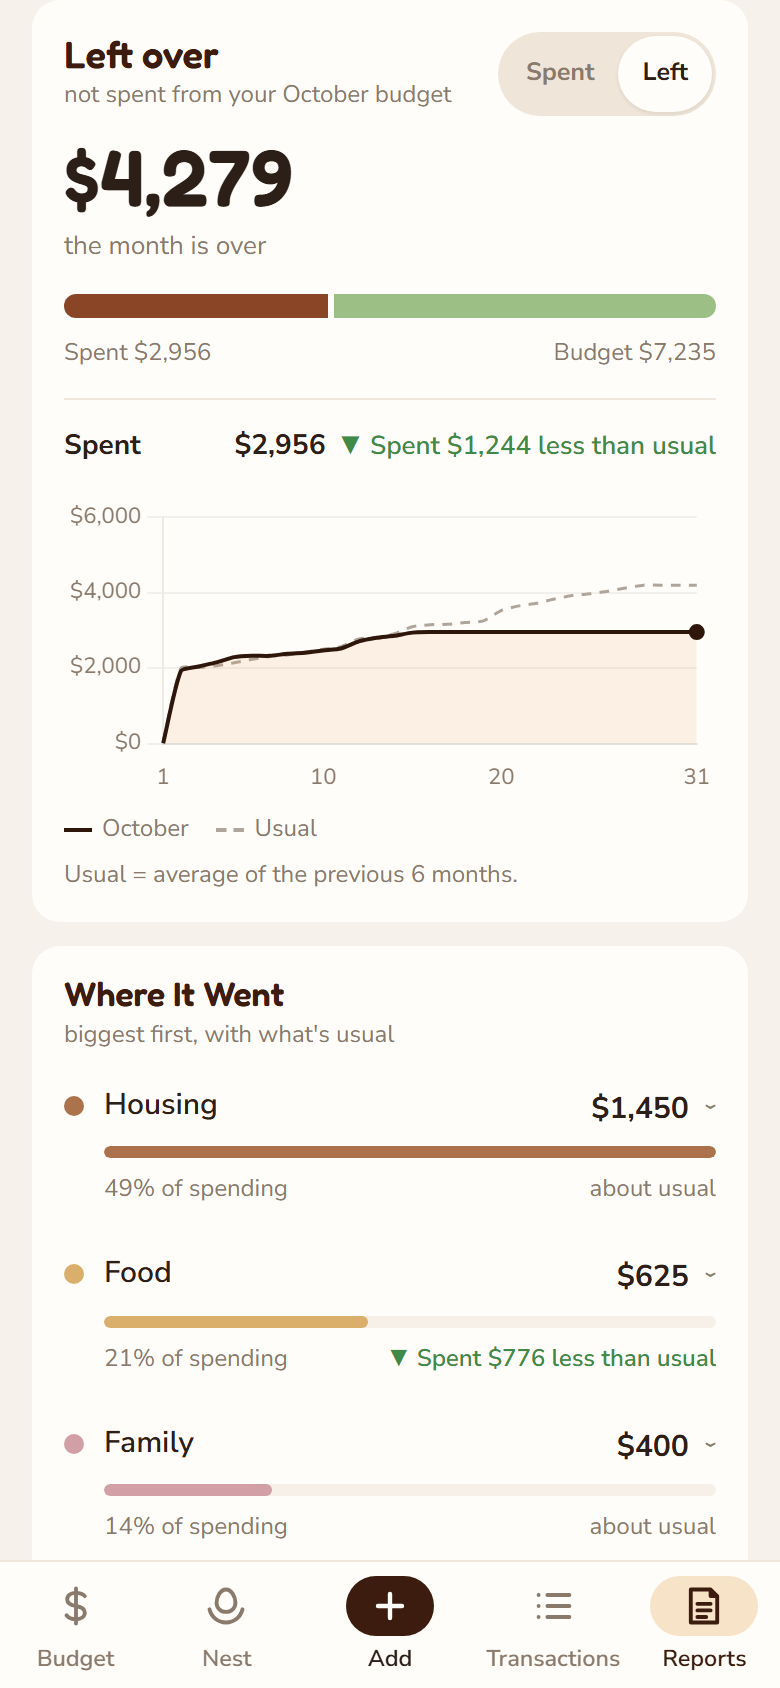 Left over
not spent from your October budget
Spent Left
$4,279
the month is over
Spent $2,956 Budget $7,235
Spent $2,956 ▼ Spent $1,244 less than usual
$6,000
$4,000
$2,000
$0
1 10 20 31
October Usual
Usual = average of the previous 6 months.
Where It Went
biggest first, with what's usual
Housing $1,450
49% of spending about usual
Food $625
21% of spending ▼ Spent $776 less than usual
Family $400
14% of spending about usual
Budget Nest Add Transactions Reports